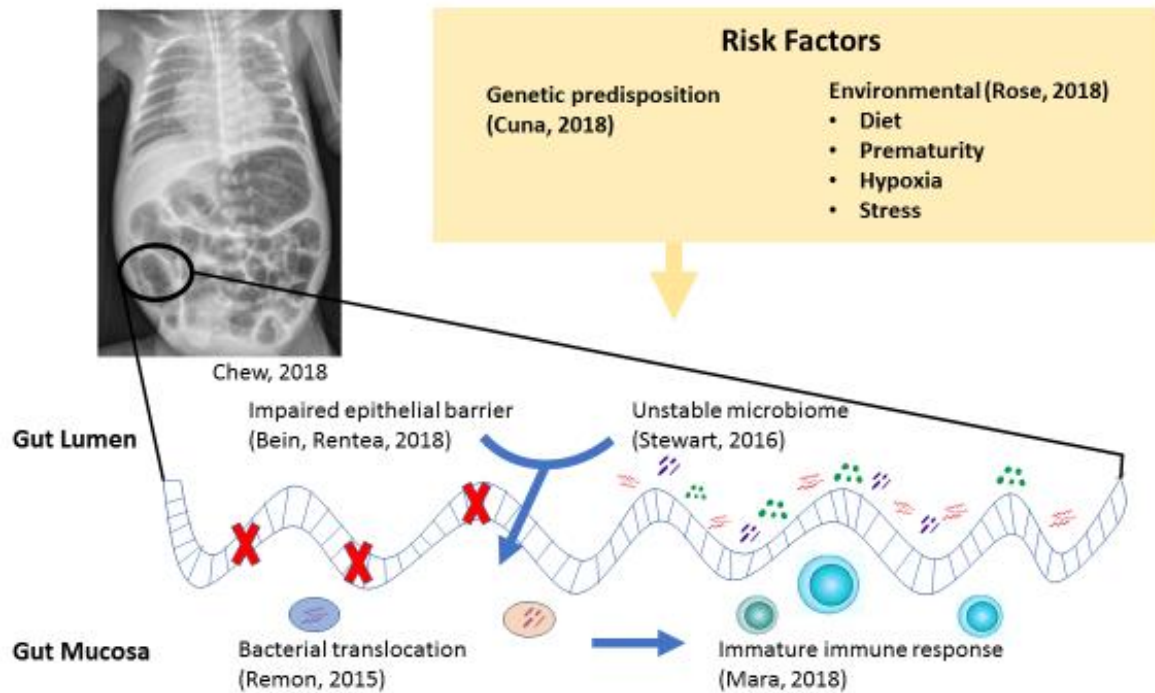 Risk Factors
Genetic predisposition
(Cuna, 2018)
Environmental (Rose, 2018)
• Diet
• Prematurity
• Hypoxia
• Stress
Chew, 2018
Impaired epithelial barrier
(Bein, Rentea, 2018)
Unstable microbiome
(Stewart, 2016)
Gut Lumen
Gut Mucosa
Bacterial translocation
(Remon, 2015)
Immature immune response
(Mara, 2018)